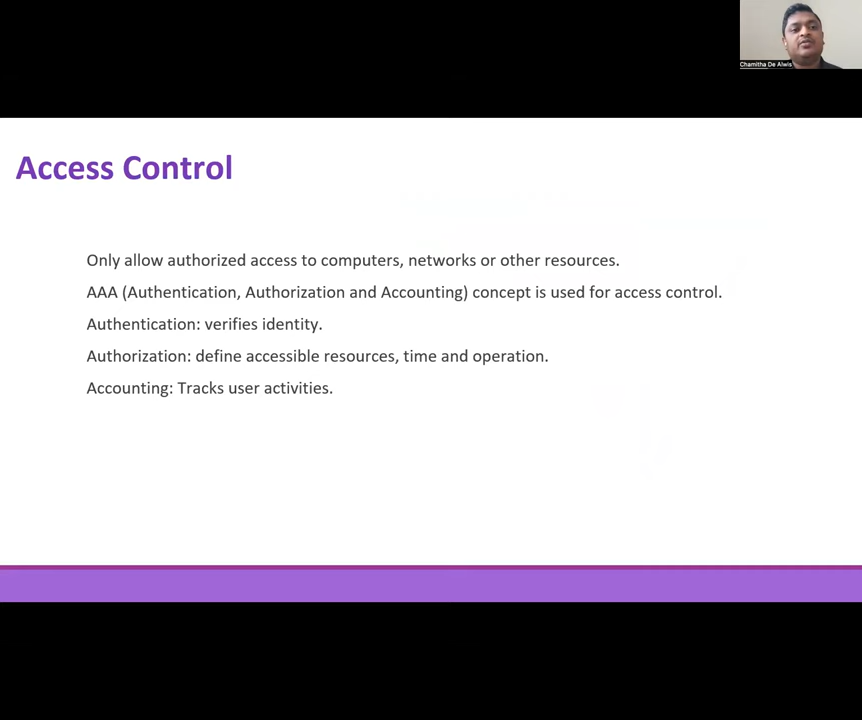 Chamitha De Alwis
Access Control
Only allow authorized access to computers, networks or other resources.
AAA (Authentication, Authorization and Accounting) concept is used for access control.
Authentication: verifies identity.
Authorization: define accessible resources, time and operation.
Accounting: Tracks user activities.